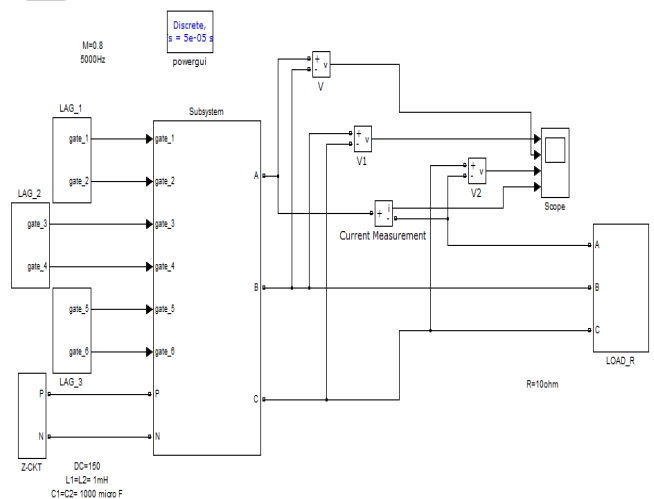 M=0.8
5000Hz
Discrete,
s = 5e-05 s
powergui
LAG_1
gate_1
gate_2
LAG_2
gate_3
gate_4
gate_5
gate_6
LAG_3
P
N
Z-CKT
DC=150
L1=L2= 1mH
C1=C2= 1000 micro F
Subsystem
gate_1
gate_2
gate_3
gate_4
gate_5
gate_6
P
N
A
B
C
+
-
v
V
+
-
v
V1
+
-
v
V2
+
i
-
Current Measurement
Scope
A
B
C
LOAD_R
R=10ohm